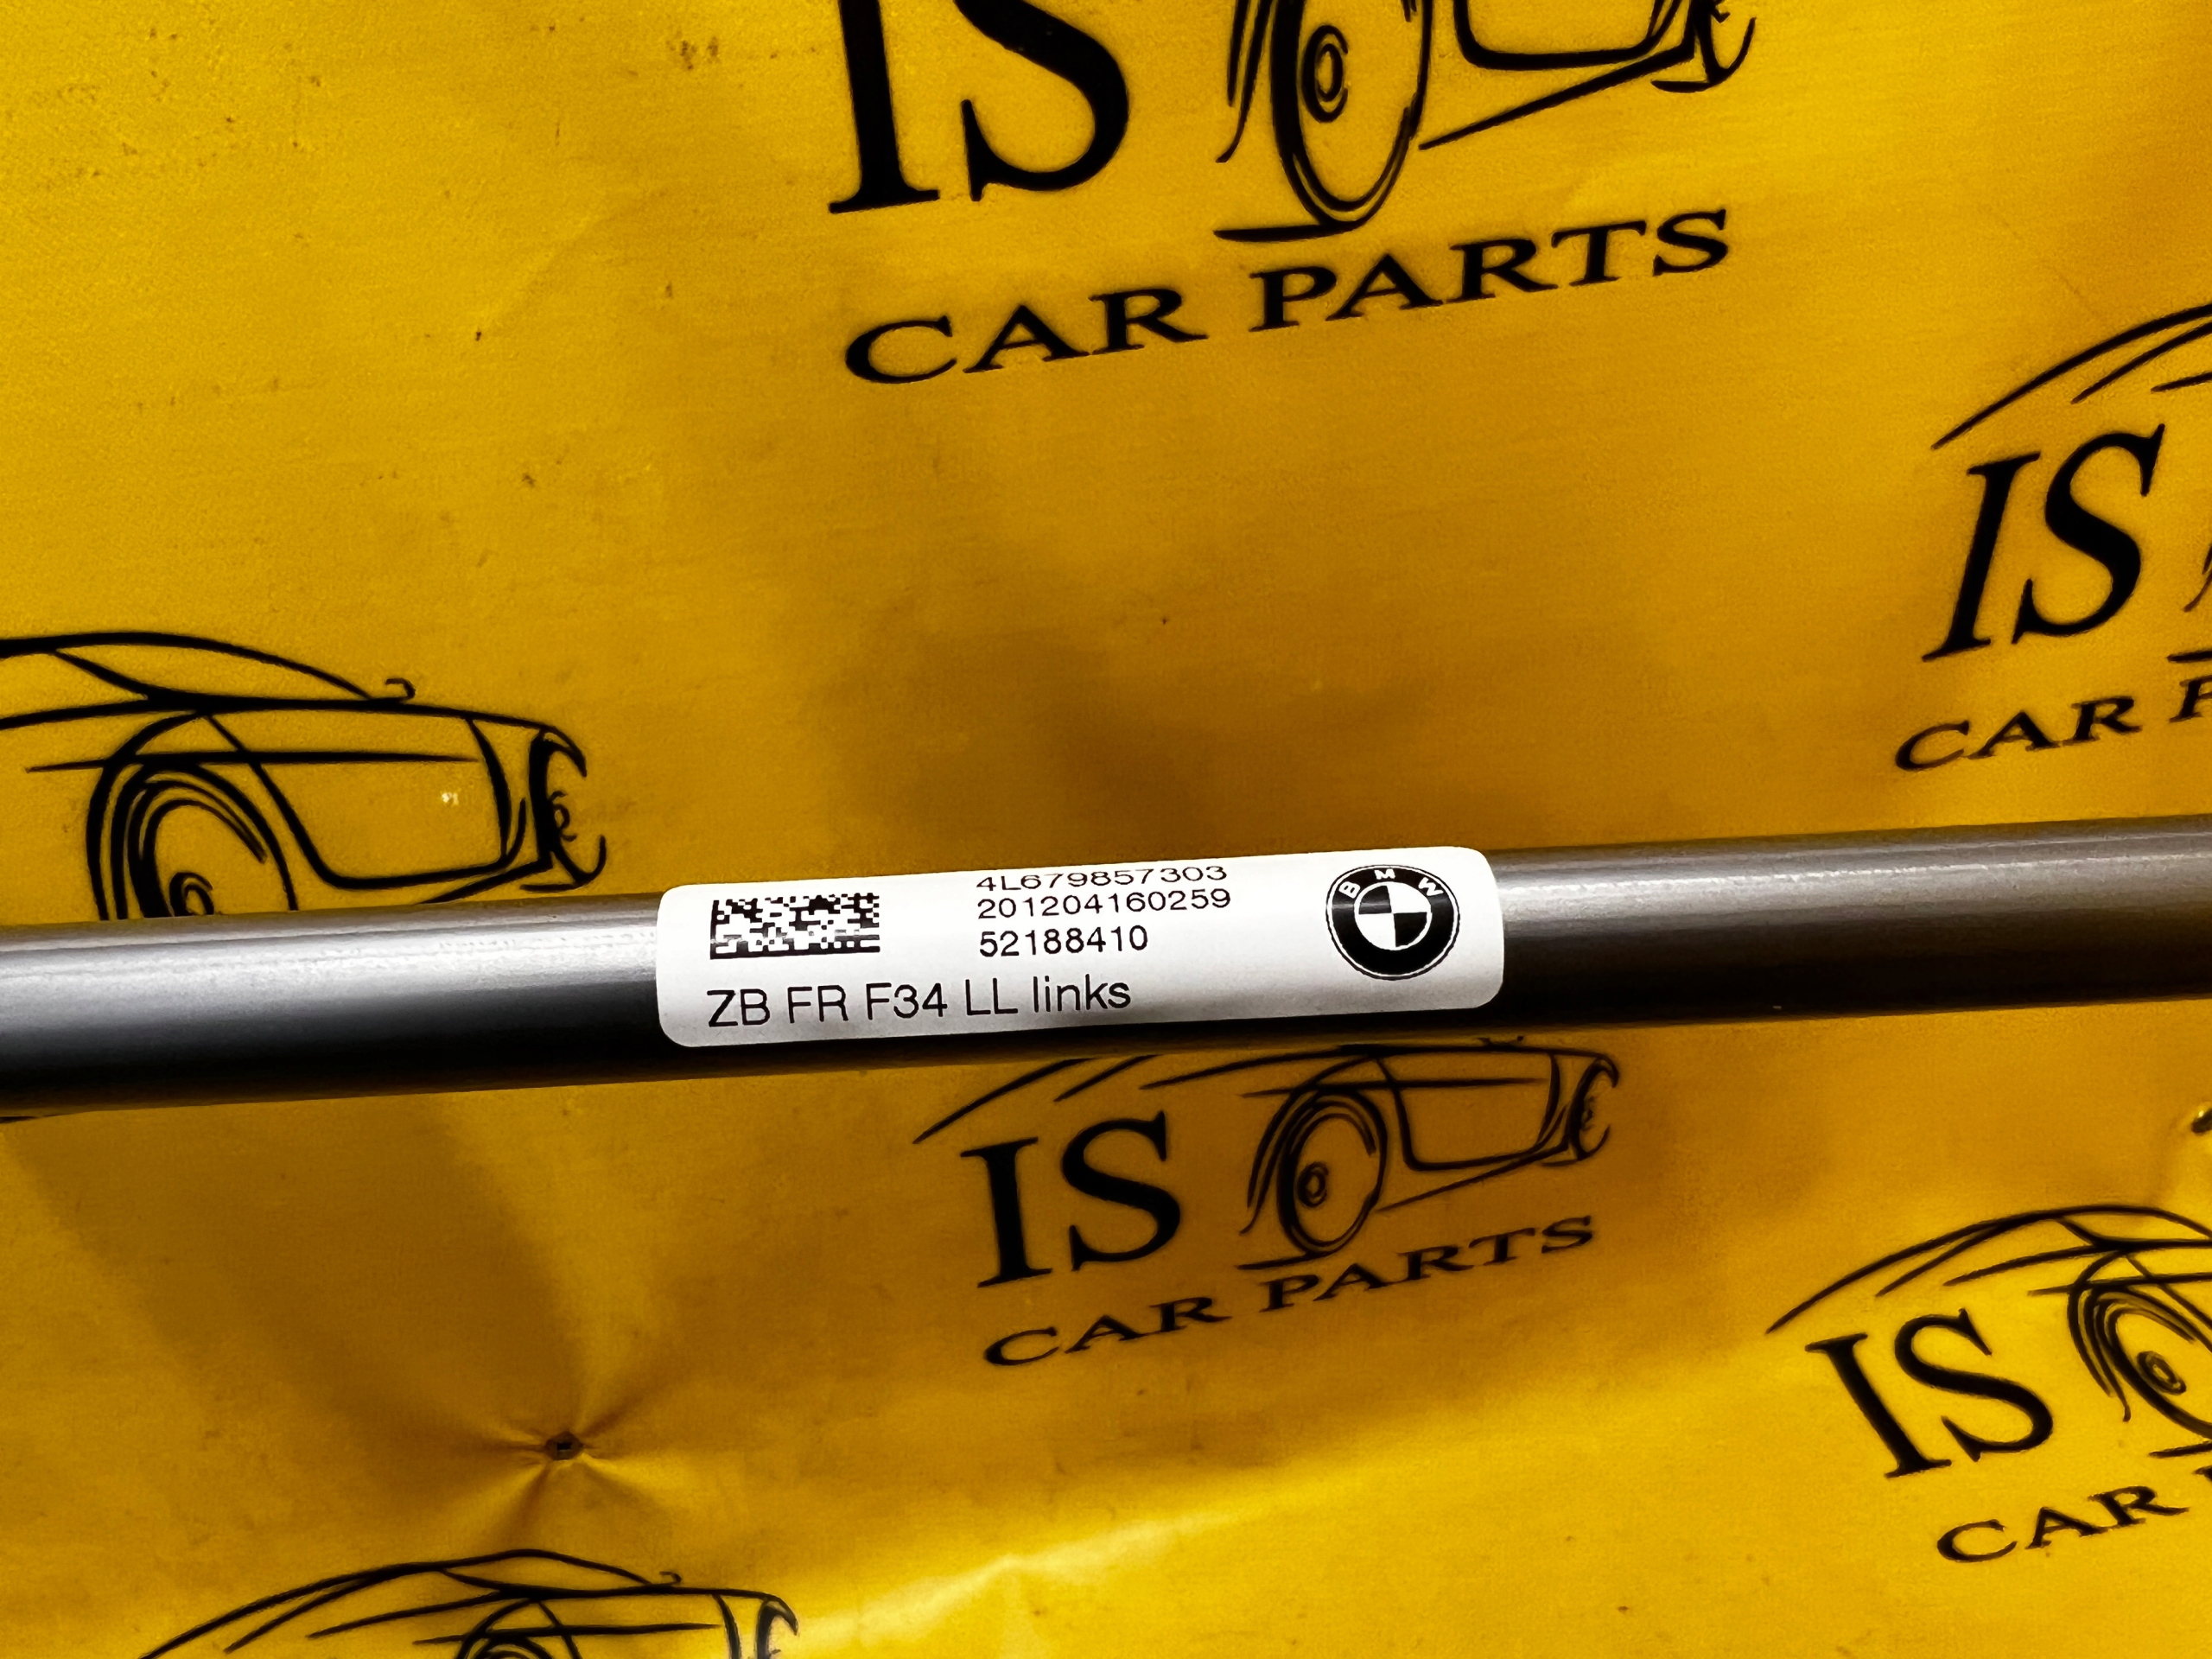 IS
CAR PARTS
IS
CAR P
4L679857303
201204160259
52188410
ZB FR F34 LL links
BMW
IS
CAR PARTS
IS
CAR